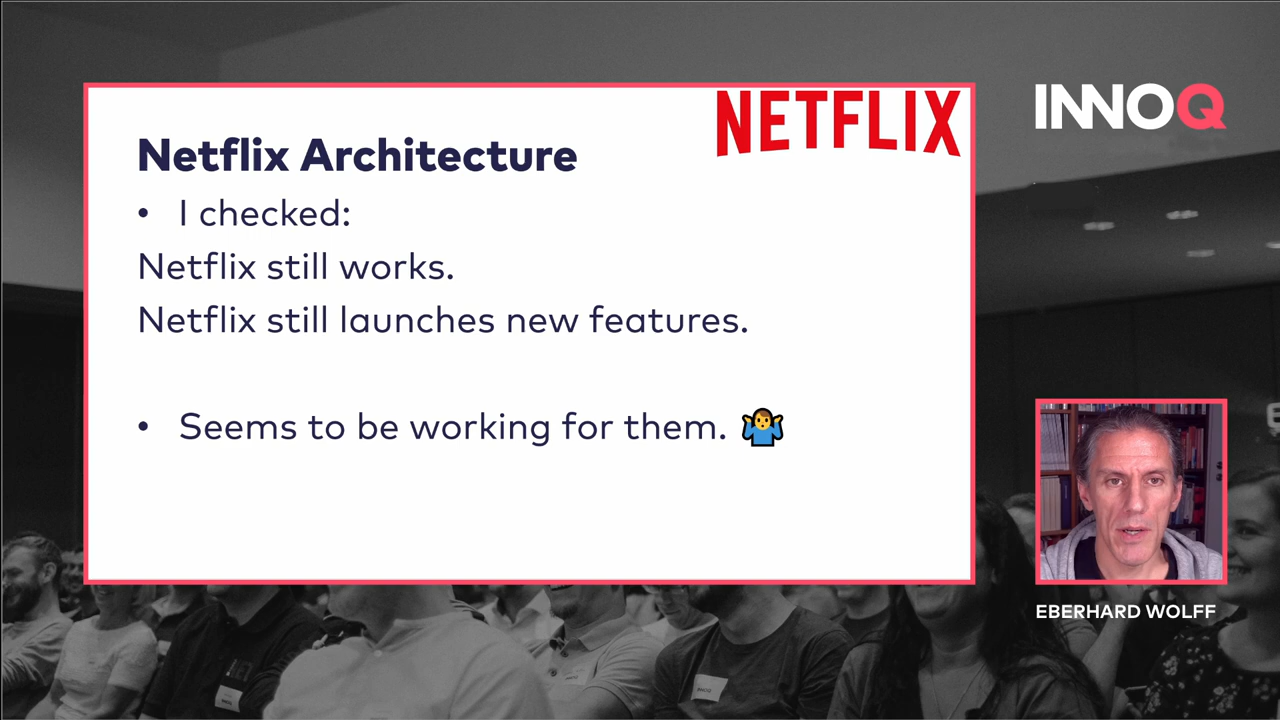 NETFLIX
INNOQ
Netflix Architecture
• I checked:
Netflix still works.
Netflix still launches new features.
• Seems to be working for them. 🤷‍♂️
EBERHARD WOLFF